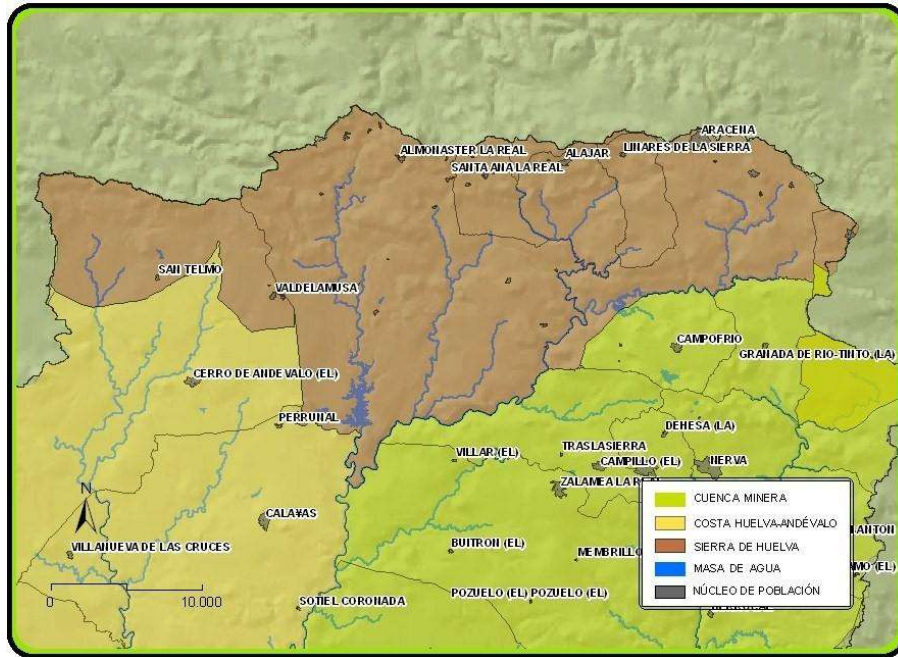 ARACENA
ALMONASTER LA REAL
LINARES DE LA SIERRA
ALAJAR
SANTA ANA LA REAL
SAN TELMO
VALDELAMUSA
CAMPOFRIO
GRANADA DE RIO-TINTO (LA)
CERRO DE ANDEVALO (EL)
PERRUNAL
DEHESA (LA)
TRASLASIERRA
VILLAR (EL)
CAMPILLO (EL)
NERVA
ZALAMEA LA REAL
CUENCA MINERA
COSTA HUELVA-ANDÉVALO
SIERRA DE HUELVA
MASA DE AGUA
NÚCLEO DE POBLACIÓN
N
CALA¥AS
VILLANUEVA DE LAS CRUCES
BUITRON (EL)
MEMBRILLO
0 10.000
SOTIEL CORONADA
POZUELO (EL) POZUELO (EL)